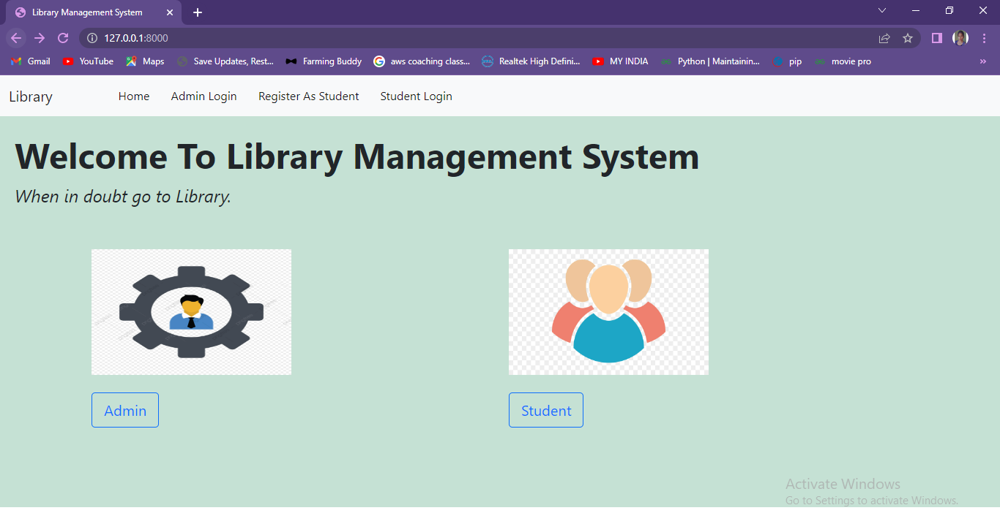 Library Management System
127.0.0.1:8000
Gmail YouTube Maps Save Updates, Rest... Farming Buddy aws coaching class... Realtek High Defini... MY INDIA Python | Maintainin... pip movie pro »
Library Home Admin Login Register As Student Student Login
Welcome To Library Management System
When in doubt go to Library.
Admin Student
Activate Windows
Go to Settings to activate Windows.